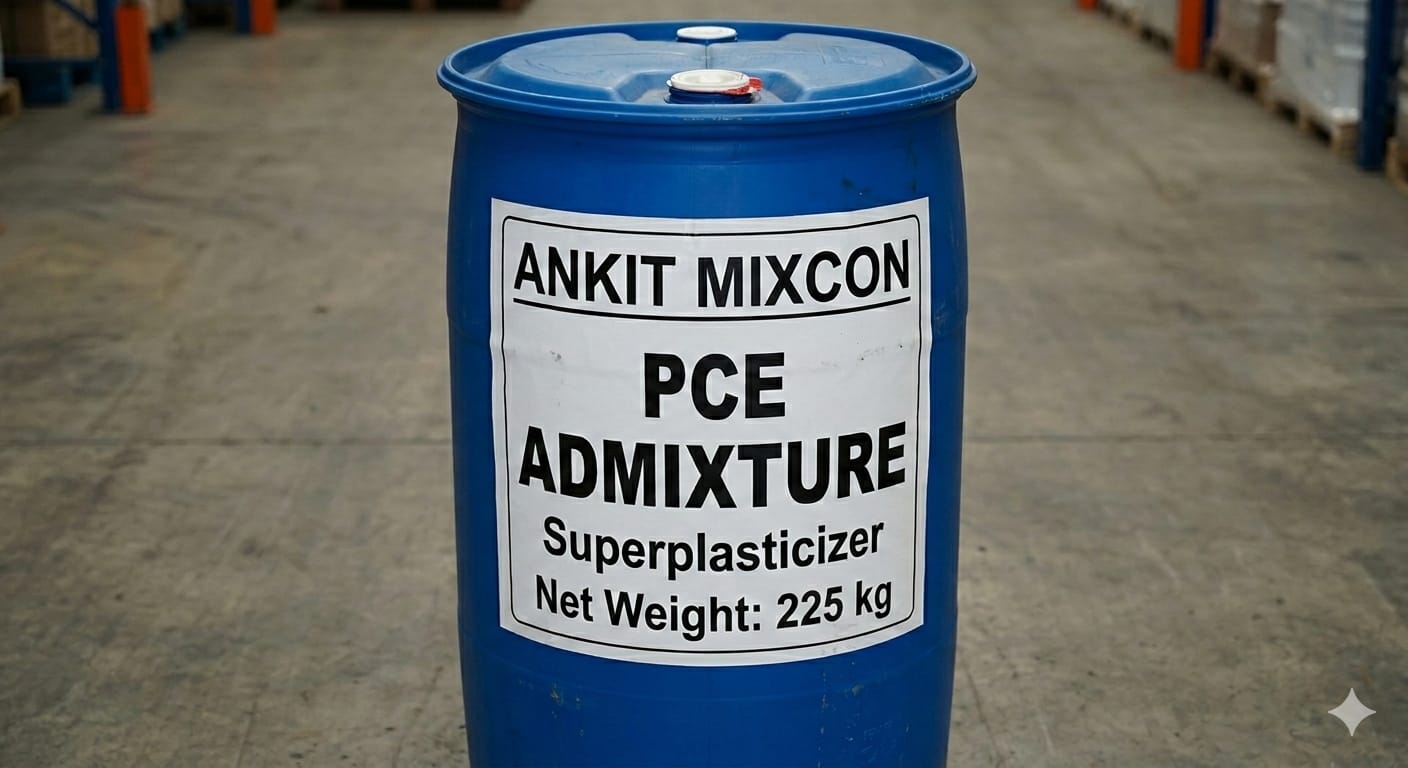 ANKIT MIXCON
PCE
ADMIXTURE
Superplasticizer
Net Weight: 225 kg